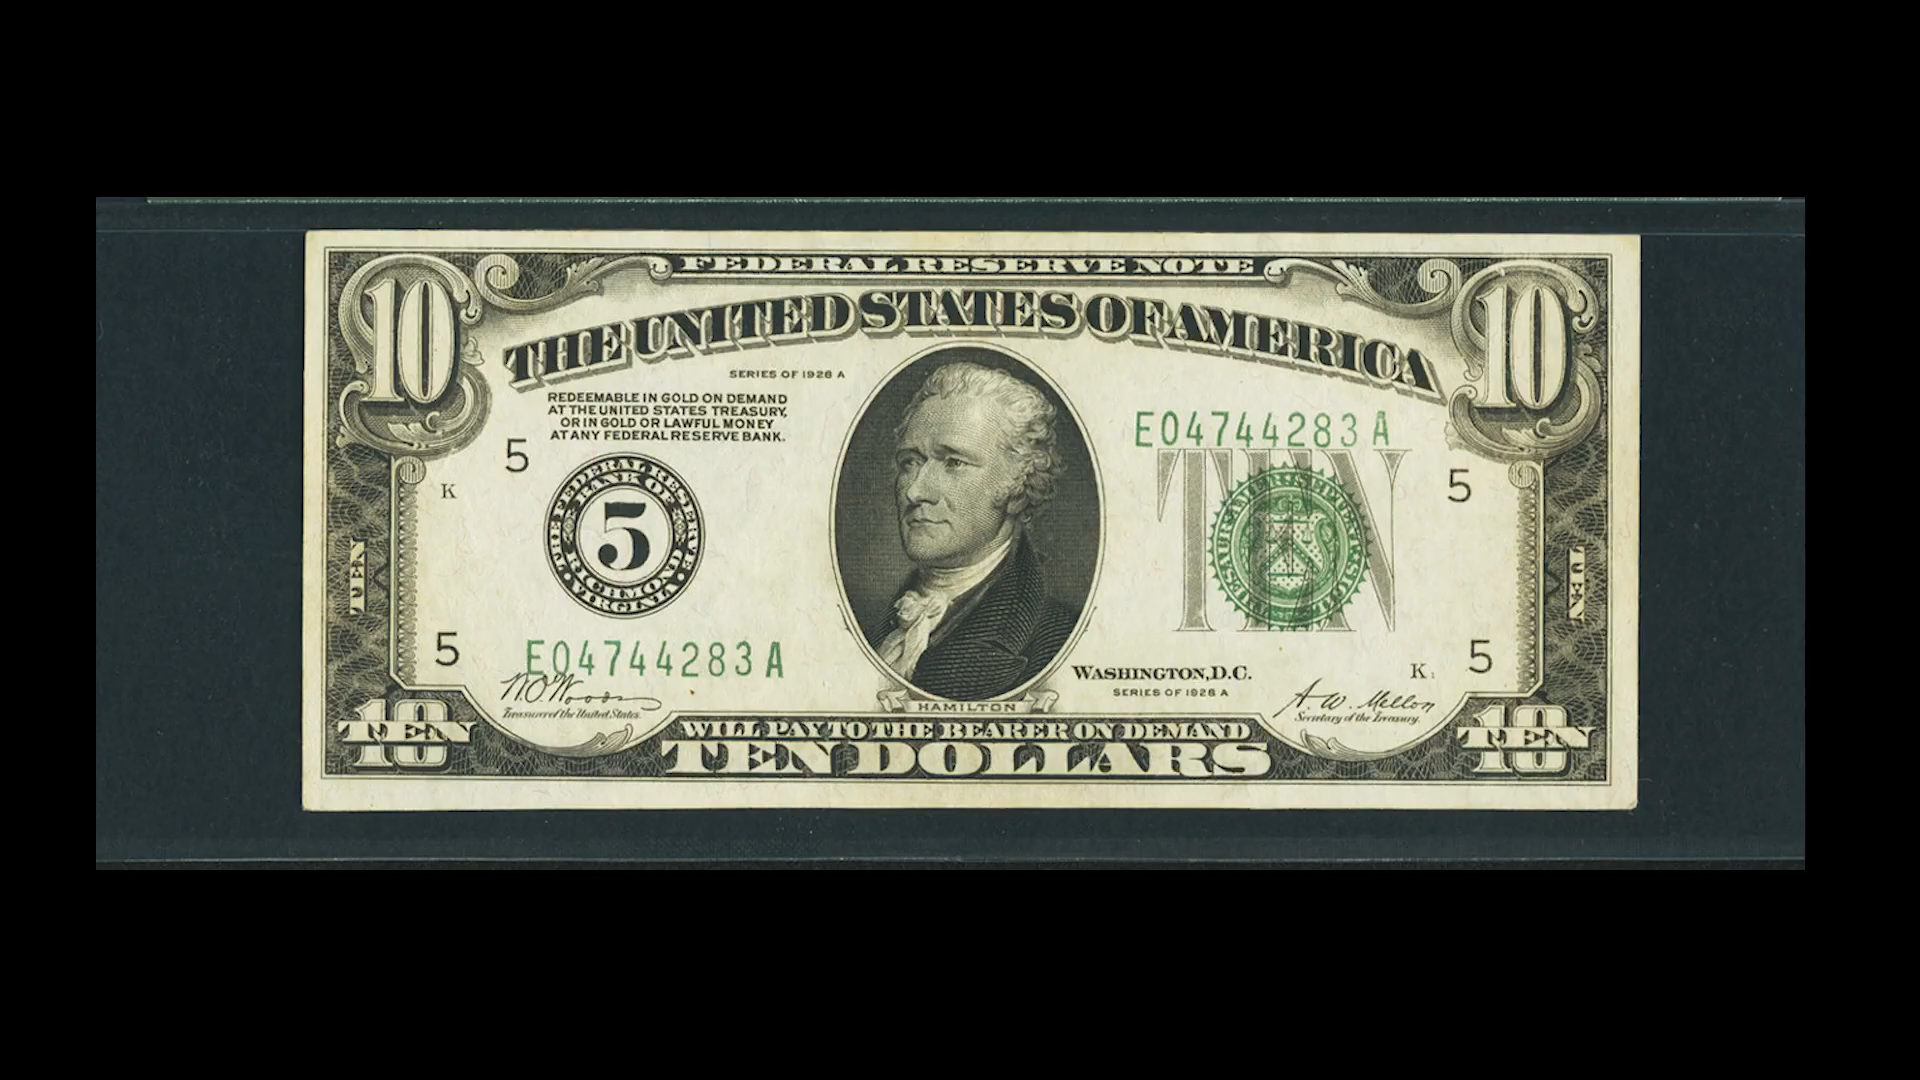 FEDERAL RESERVE NOTE
10
THE UNITED STATES OF AMERICA
10
SERIES OF 1928 A
REDEEMABLE IN GOLD ON DEMAND
AT THE UNITED STATES TREASURY,
OR IN GOLD OR LAWFUL MONEY
AT ANY FEDERAL RESERVE BANK.
E04744283A
5
5
K
THE FEDERAL RESERVE
BANK OF
5
RICHMOND
VIRGINIA
TEN
TEN
TEN
5
E04744283A
WASHINGTON, D.C.
SERIES OF 1928 A
K
5
W.O. Woods
Treasurer of the United States.
A. W. Mellon
Secretary of the Treasury.
HAMILTON
10
TEN
WILL PAY TO THE BEARER ON DEMAND
TEN DOLLARS
10
TEN